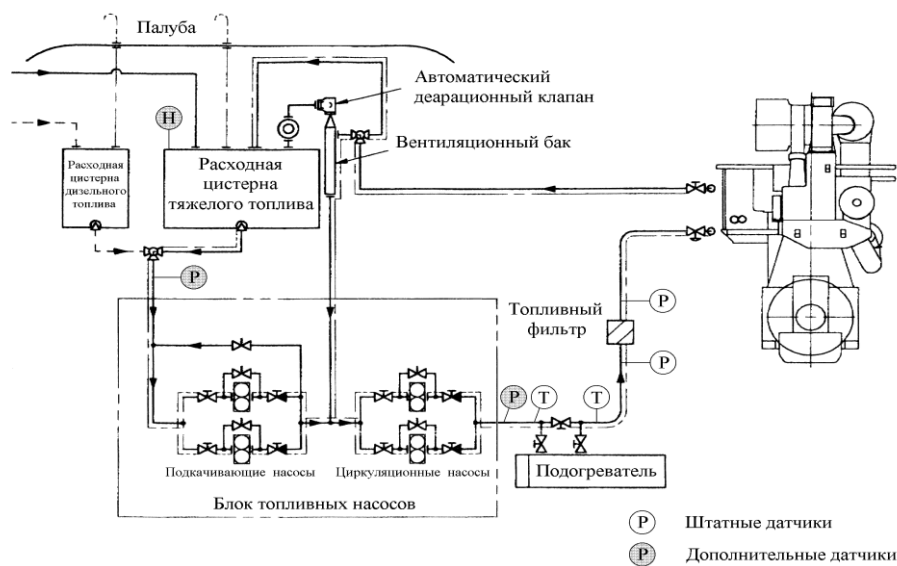 Палуба
Автоматический
деарационный клапан
Вентиляционный бак
Н
Расходная
цистерна
дизельного
топлива
Расходная
цистерна
тяжелого топлива
P
Топливный
фильтр
P
P
P
T
T
Подкачивающие насосы
Циркуляционные насосы
Подогреватель
Блок топливных насосов
P
Штатные датчики
P
Дополнительные датчики